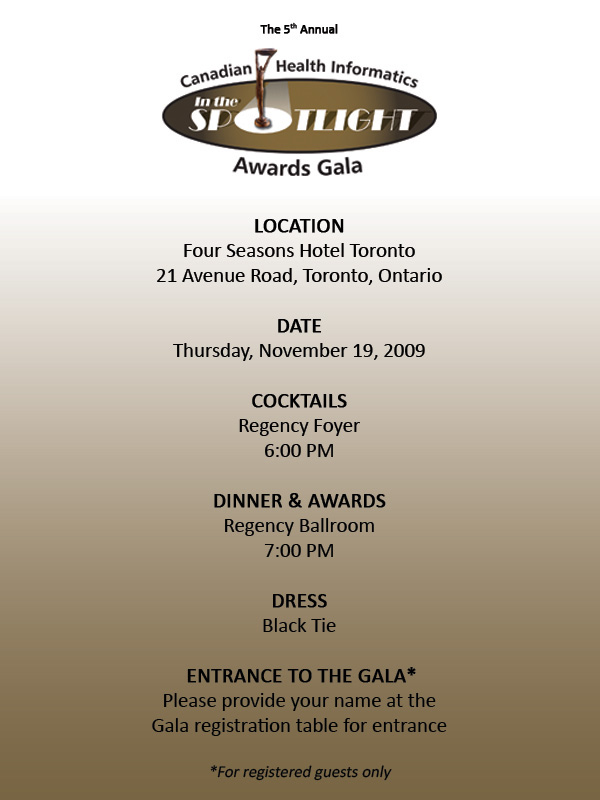 The 5th Annual
Canadian Health Informatics
In the
SPOTLIGHT
Awards Gala
LOCATION
Four Seasons Hotel Toronto
21 Avenue Road, Toronto, Ontario
DATE
Thursday, November 19, 2009
COCKTAILS
Regency Foyer
6:00 PM
DINNER & AWARDS
Regency Ballroom
7:00 PM
DRESS
Black Tie
ENTRANCE TO THE GALA*
Please provide your name at the
Gala registration table for entrance
*For registered guests only